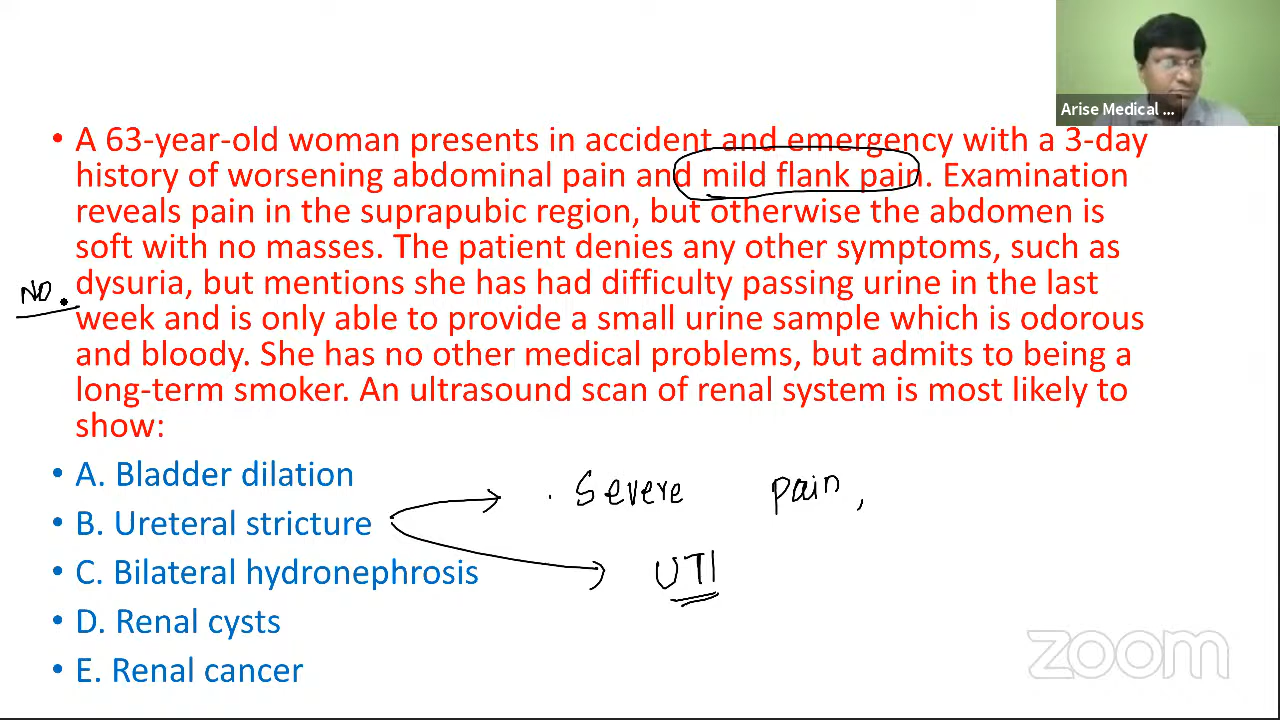 Arise Medical ...
• A 63-year-old woman presents in accident and emergency with a 3-day
history of worsening abdominal pain and mild flank pain. Examination
reveals pain in the suprapubic region, but otherwise the abdomen is
soft with no masses. The patient denies any other symptoms, such as
NO. dysuria, but mentions she has had difficulty passing urine in the last
week and is only able to provide a small urine sample which is odorous
and bloody. She has no other medical problems, but admits to being a
long-term smoker. An ultrasound scan of renal system is most likely to
show:
• A. Bladder dilation
• B. Ureteral stricture
• C. Bilateral hydronephrosis
• D. Renal cysts
• E. Renal cancer
. Severe pain,
UTI
zoom